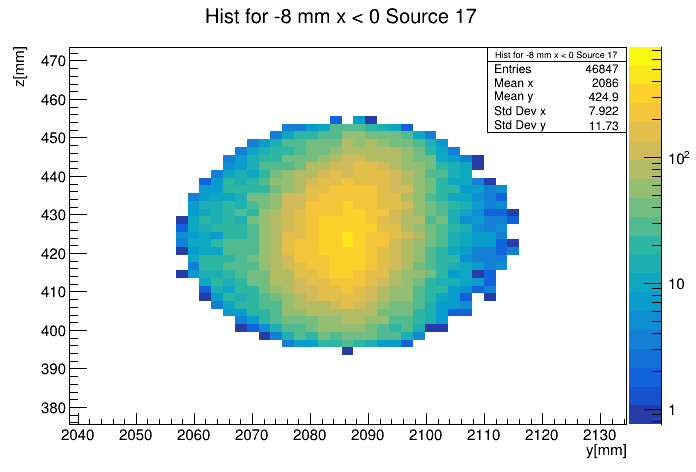 Hist for -8 mm x < 0 Source 17
z[mm]
470
460
450
440
430
420
410
400
390
380
2040 2050 2060 2070 2080 2090 2100 2110 2120 2130
y[mm]
Hist for -8 mm x < 0 Source 17
Entries 46847
Mean x 2086
Mean y 424.9
Std Dev x 7.922
Std Dev y 11.73
10²
10
1